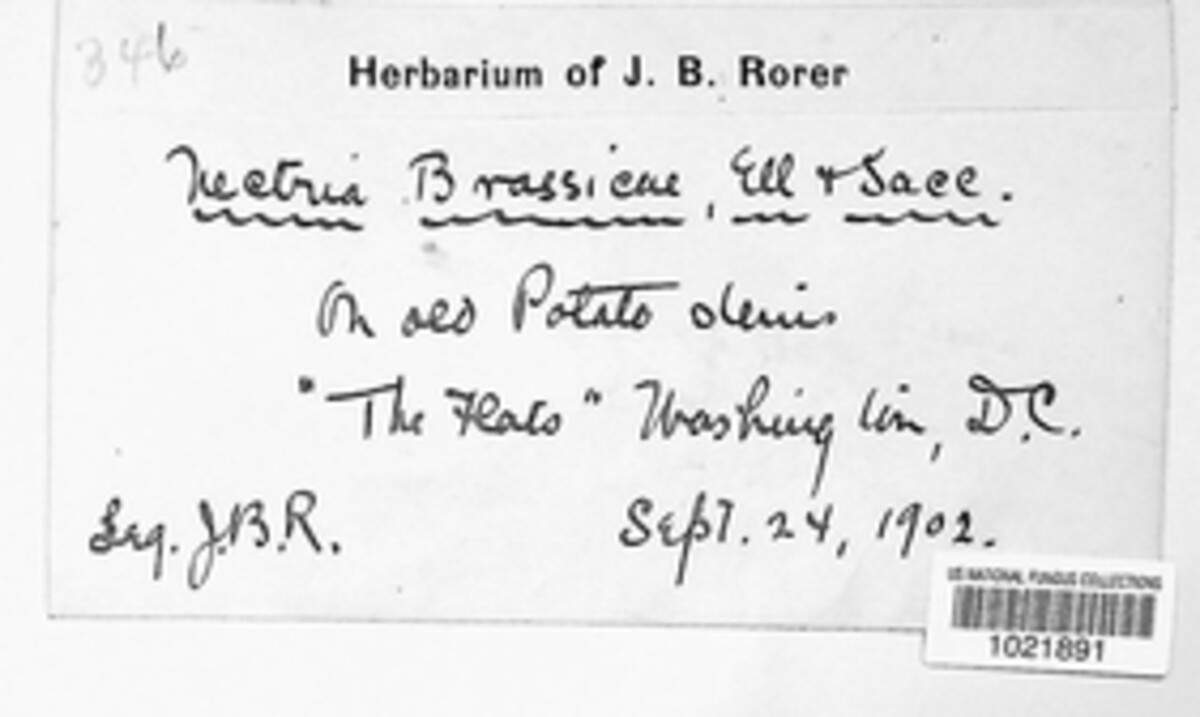 346
Herbarium of J. B. Rorer
Nectria Brassicae, Ell & Sacc.
On old Potato stems
"The Flats" Washington, D.C.
Leg. J.B.R. Sept. 24, 1902.
US NATIONAL FUNGUS COLLECTIONS
1021891